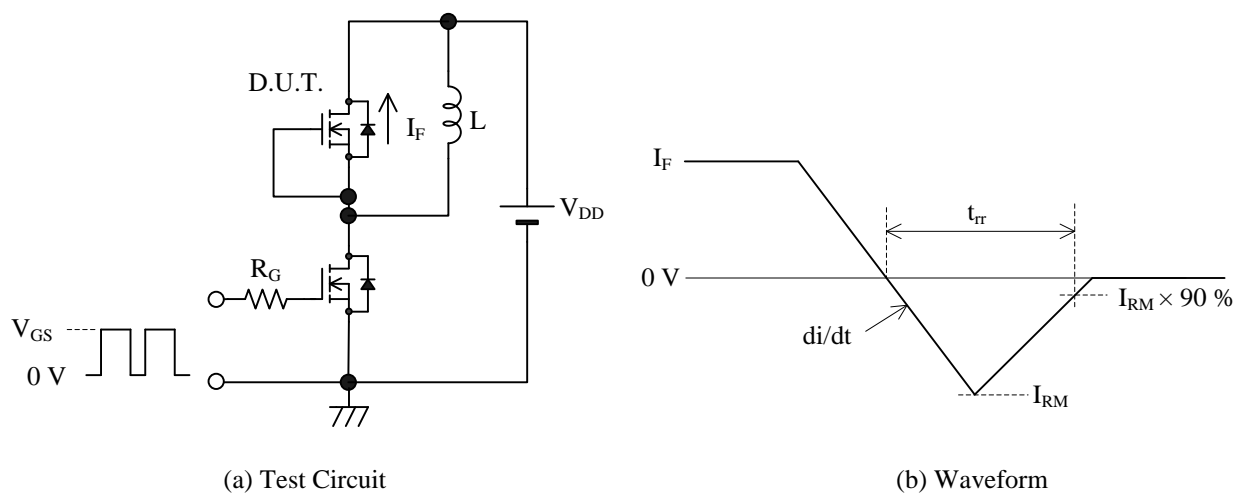 D.U.T.
I_F
L
V_DD
R_G
V_GS
0 V
(a) Test Circuit
I_F
t_rr
0 V
I_RM × 90 %
di/dt
I_RM
(b) Waveform